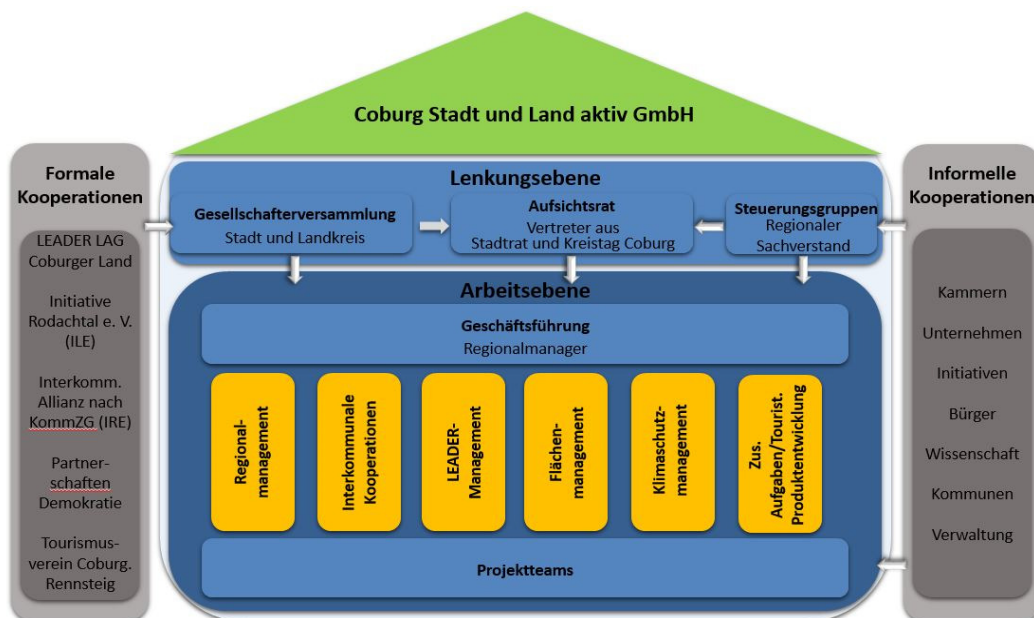 Coburg Stadt und Land aktiv GmbH
Formale
Kooperationen
LEADER LAG
Coburger Land
Initiative
Rodachtal e. V.
(ILE)
Interkomm.
Allianz nach
KommZG (IRE)
Partner-
schaften
Demokratie
Tourismus-
verein Coburg.
Rennsteig
Lenkungsebene
Gesellschafterversammlung
Stadt und Landkreis
Aufsichtsrat
Vertreter aus
Stadtrat und Kreistag Coburg
Steuerungsgruppen
Regionaler
Sachverstand
Arbeitsebene
Geschäftsführung
Regionalmanager
Regional-
management
Interkommunale
Kooperationen
LEADER-
Management
Flächen-
management
Klimaschutz-
management
Zus.
Aufgaben/Tourist.
Produktentwicklung
Projektteams
Informelle
Kooperationen
Kammern
Unternehmen
Initiativen
Bürger
Wissenschaft
Kommunen
Verwaltung